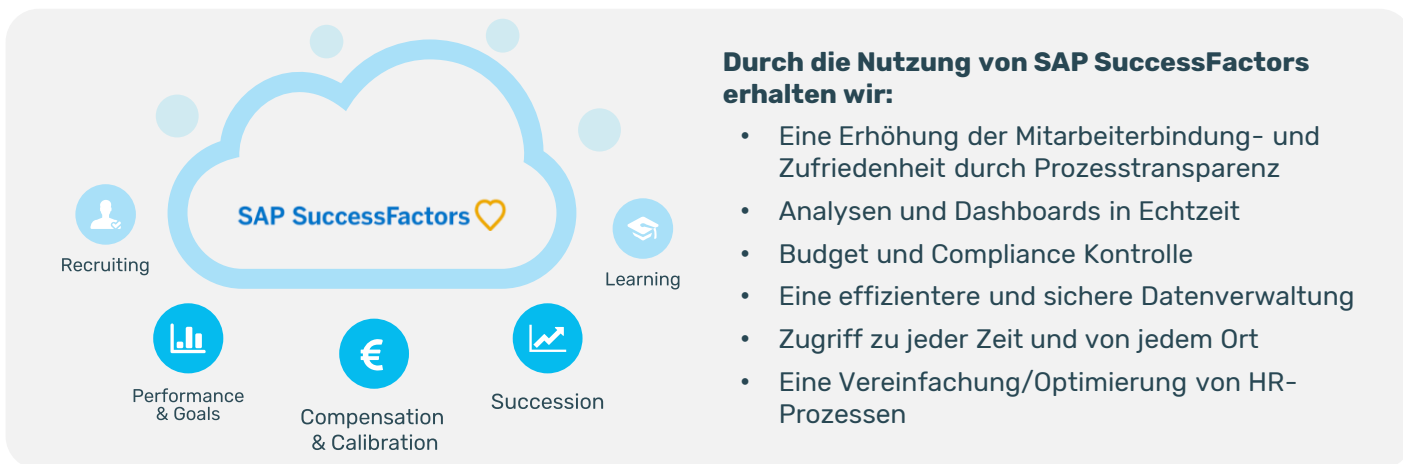 SAP SuccessFactors
Recruiting
Learning
Performance
& Goals
Compensation
& Calibration
Succession
€
Durch die Nutzung von SAP SuccessFactors
erhalten wir:
• Eine Erhöhung der Mitarbeiterbindung- und
Zufriedenheit durch Prozesstransparenz
• Analysen und Dashboards in Echtzeit
• Budget und Compliance Kontrolle
• Eine effizientere und sichere Datenverwaltung
• Zugriff zu jeder Zeit und von jedem Ort
• Eine Vereinfachung/Optimierung von HR-
Prozessen